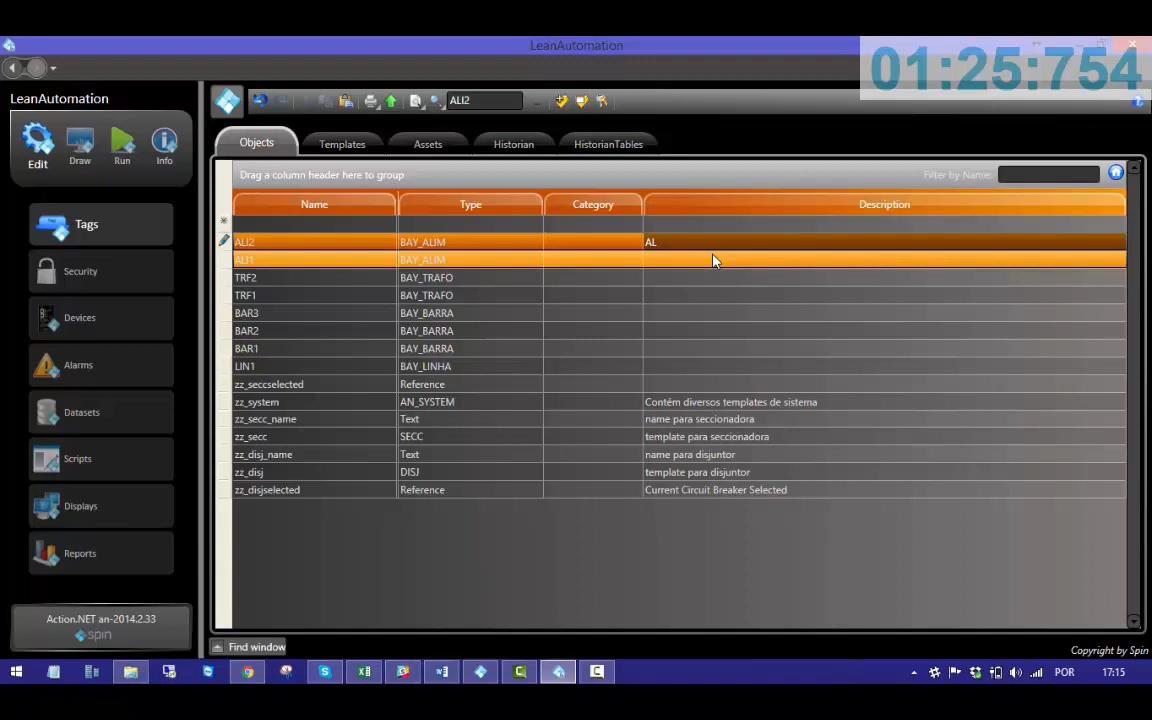 LeanAutomation
01:25:754
LeanAutomation
ALI2
Edit
Draw
Run
Info
Objects
Templates
Assets
Historian
HistorianTables
Drag a column header here to group
Filter by Name:
Name Type Category Description
ALI2 BAY_ALIM AL
ALI1 BAY_ALIM
TRF2 BAY_TRAFO
TRF1 BAY_TRAFO
BAR3 BAY_BARRA
BAR2 BAY_BARRA
BAR1 BAY_BARRA
LIN1 BAY_LINHA
zz_seccselected Reference
zz_system AN_SYSTEM Contém diversos templates de sistema
zz_secc_name Text name para seccionadora
zz_secc SECC template para seccionadora
zz_disj_name Text name para disjuntor
zz_disj DISJ template para disjuntor
zz_disjselected Reference Current Circuit Breaker Selected
Tags
Security
Devices
Alarms
Datasets
Scripts
Displays
Reports
Action.NET an-2014.2.33
spin
Find window
Copyright by Spin
POR
17:15